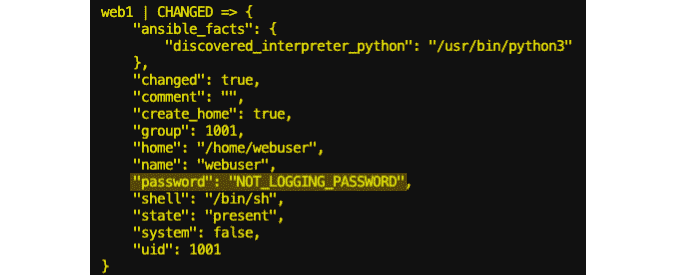 web1 | CHANGED => {
    "ansible_facts": {
        "discovered_interpreter_python": "/usr/bin/python3"
    },
    "changed": true,
    "comment": "",
    "create_home": true,
    "group": 1001,
    "home": "/home/webuser",
    "name": "webuser",
    "password": "NOT_LOGGING_PASSWORD",
    "shell": "/bin/sh",
    "state": "present",
    "system": false,
    "uid": 1001
}